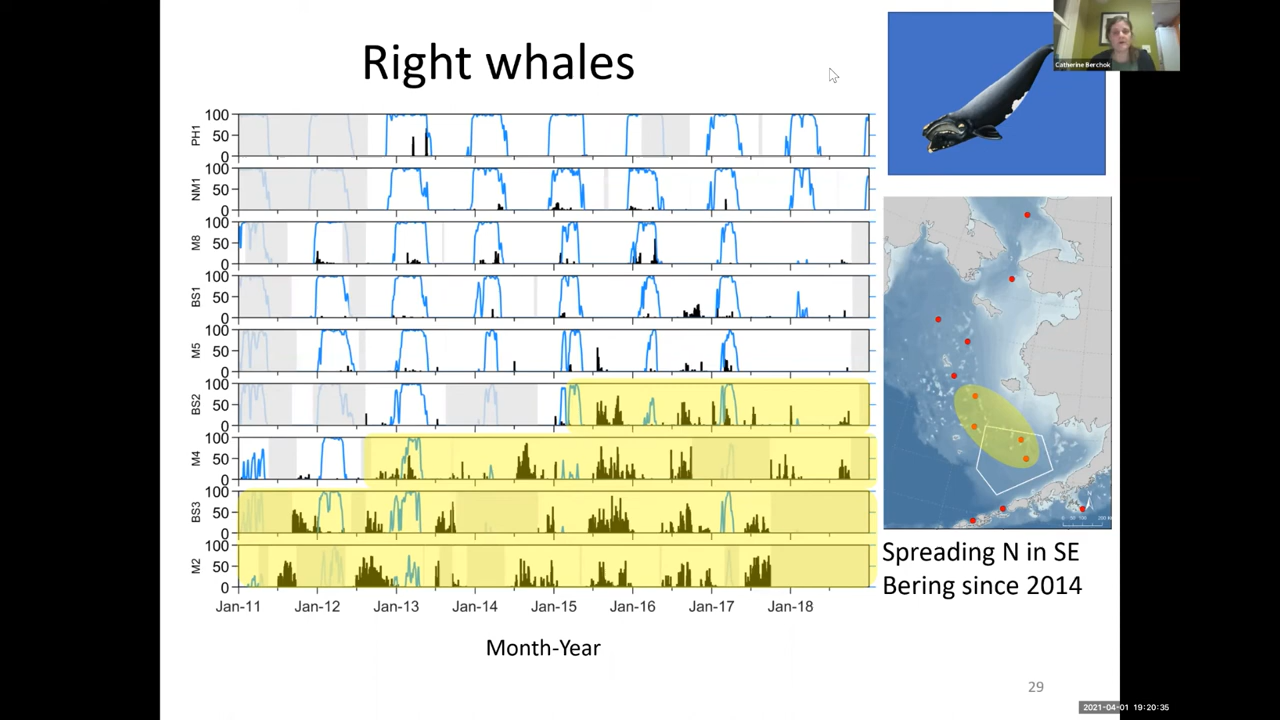 Right whales
Catherine Berchok
PH1
100
50
0
NM1
100
50
0
M8
100
50
0
BS1
100
50
0
M5
100
50
0
BS2
100
50
0
M4
100
50
0
BS3
100
50
0
M2
100
50
0
Jan-11 Jan-12 Jan-13 Jan-14 Jan-15 Jan-16 Jan-17 Jan-18
Month-Year
Spreading N in SE
Bering since 2014
29
2021-04-01 19:20:35